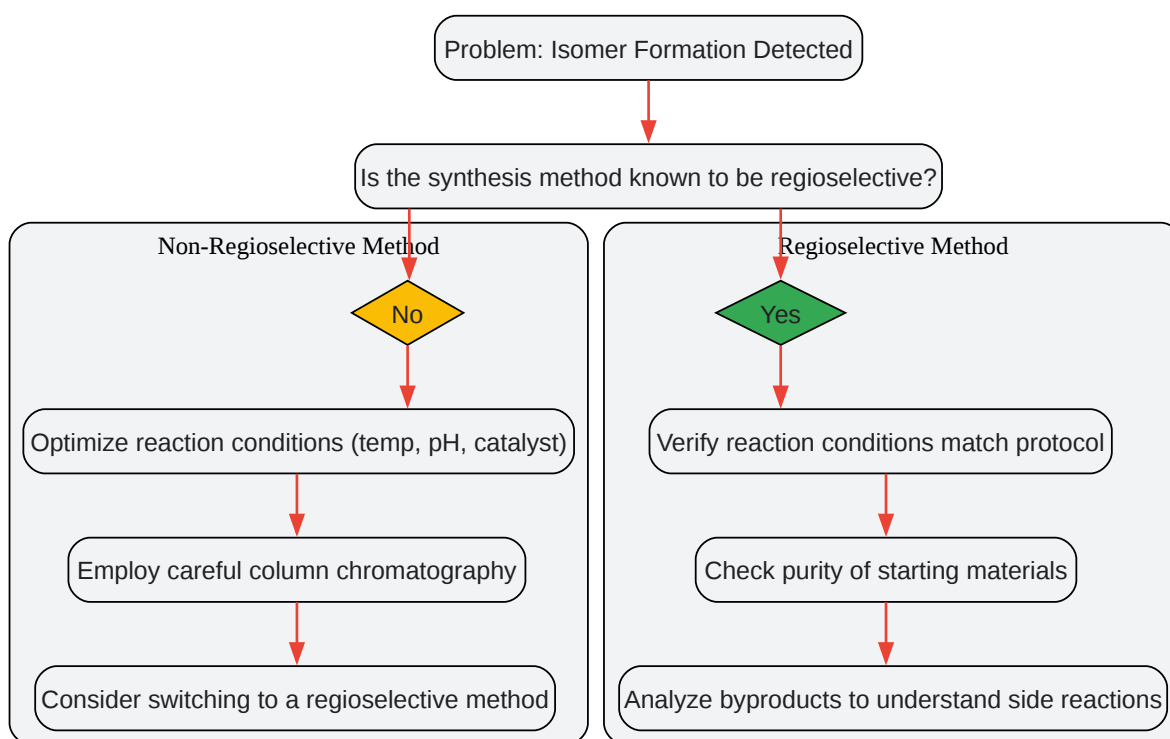 Problem: Isomer Formation Detected
Is the synthesis method known to be regioselective?
Non-Regioselective Method
No
Optimize reaction conditions (temp, pH, catalyst)
Employ careful column chromatography
Consider switching to a regioselective method
Regioselective Method
Yes
Verify reaction conditions match protocol
Check purity of starting materials
Analyze byproducts to understand side reactions